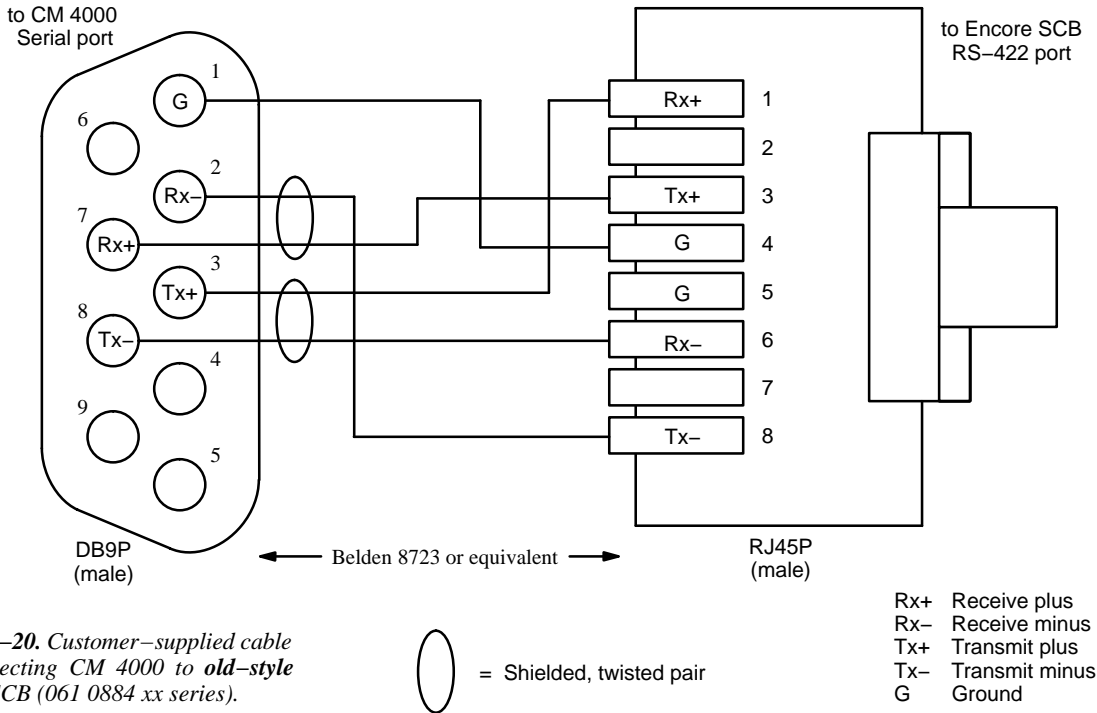 to CM 4000
Serial port
to Encore SCB
RS−422 port
1
G
6
2
Rx−
7
Rx+
3
Tx+
8
Tx−
4
9
5
Rx+ 1
2
Tx+ 3
G 4
G 5
Rx− 6
7
Tx− 8
DB9P
(male)
Belden 8723 or equivalent
RJ45P
(male)
−20. Customer−supplied cable
ecting CM 4000 to old−style
CB (061 0884 xx series).
= Shielded, twisted pair
Rx+ Receive plus
Rx− Receive minus
Tx+ Transmit plus
Tx− Transmit minus
G Ground